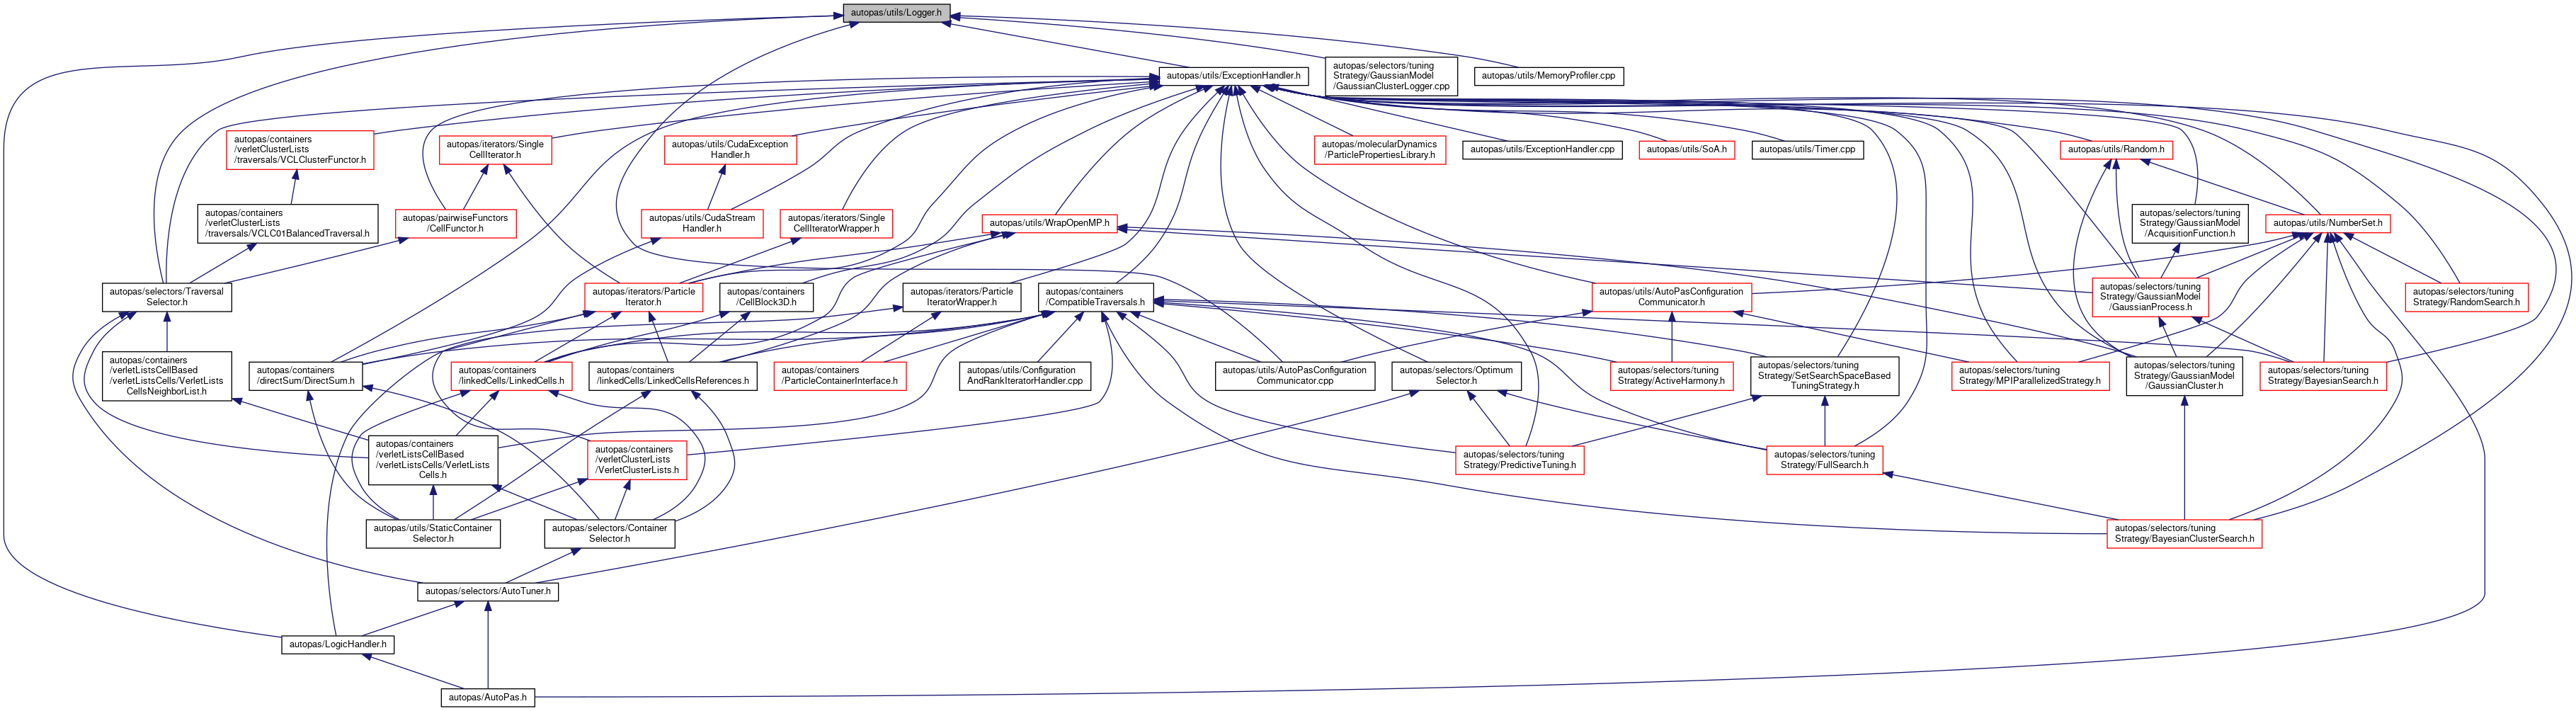 autopas/utils/Logger.h
autopas/utils/ExceptionHandler.h
autopas/selectors/tuning
Strategy/GaussianModel
/GaussianClusterLogger.cpp
autopas/utils/MemoryProfiler.cpp
autopas/containers
/verletClusterLists
/traversals/VCLClusterFunctor.h
autopas/iterators/Single
CellIterator.h
autopas/utils/CudaException
Handler.h
autopas/molecularDynamics
/ParticlePropertiesLibrary.h
autopas/utils/ExceptionHandler.cpp
autopas/utils/SoA.h
autopas/utils/Timer.cpp
autopas/utils/Random.h
autopas/containers
/verletClusterLists
/traversals/VCLC01BalancedTraversal.h
autopas/pairwiseFunctors
/CellFunctor.h
autopas/utils/CudaStream
Handler.h
autopas/iterators/Single
CellIteratorWrapper.h
autopas/utils/WrapOpenMP.h
autopas/selectors/tuning
Strategy/GaussianModel
/AcquisitionFunction.h
autopas/utils/NumberSet.h
autopas/selectors/Traversal
Selector.h
autopas/iterators/Particle
Iterator.h
autopas/containers
/CellBlock3D.h
autopas/iterators/Particle
IteratorWrapper.h
autopas/containers
/CompatibleTraversals.h
autopas/utils/AutoPasConfiguration
Communicator.h
autopas/selectors/tuning
Strategy/GaussianModel
/GaussianProcess.h
autopas/selectors/tuning
Strategy/RandomSearch.h
autopas/containers
/verletListsCellBased
/verletListsCells/VerletLists
CellsNeighborList.h
autopas/containers
/directSum/DirectSum.h
autopas/containers
/linkedCells/LinkedCells.h
autopas/containers
/linkedCells/LinkedCellsReferences.h
autopas/containers
/ParticleContainerInterface.h
autopas/utils/Configuration
AndRankIteratorHandler.cpp
autopas/utils/AutoPasConfiguration
Communicator.cpp
autopas/selectors/Optimum
Selector.h
autopas/selectors/tuning
Strategy/ActiveHarmony.h
autopas/selectors/tuning
Strategy/SetSearchSpaceBased
TuningStrategy.h
autopas/selectors/tuning
Strategy/MPIParallelizedStrategy.h
autopas/selectors/tuning
Strategy/GaussianModel
/GaussianCluster.h
autopas/selectors/tuning
Strategy/BayesianSearch.h
autopas/containers
/verletListsCellBased
/verletListsCells/VerletLists
Cells.h
autopas/containers
/verletClusterLists
/VerletClusterLists.h
autopas/selectors/tuning
Strategy/PredictiveTuning.h
autopas/selectors/tuning
Strategy/FullSearch.h
autopas/utils/StaticContainer
Selector.h
autopas/selectors/Container
Selector.h
autopas/selectors/tuning
Strategy/BayesianClusterSearch.h
autopas/selectors/AutoTuner.h
autopas/LogicHandler.h
autopas/AutoPas.h